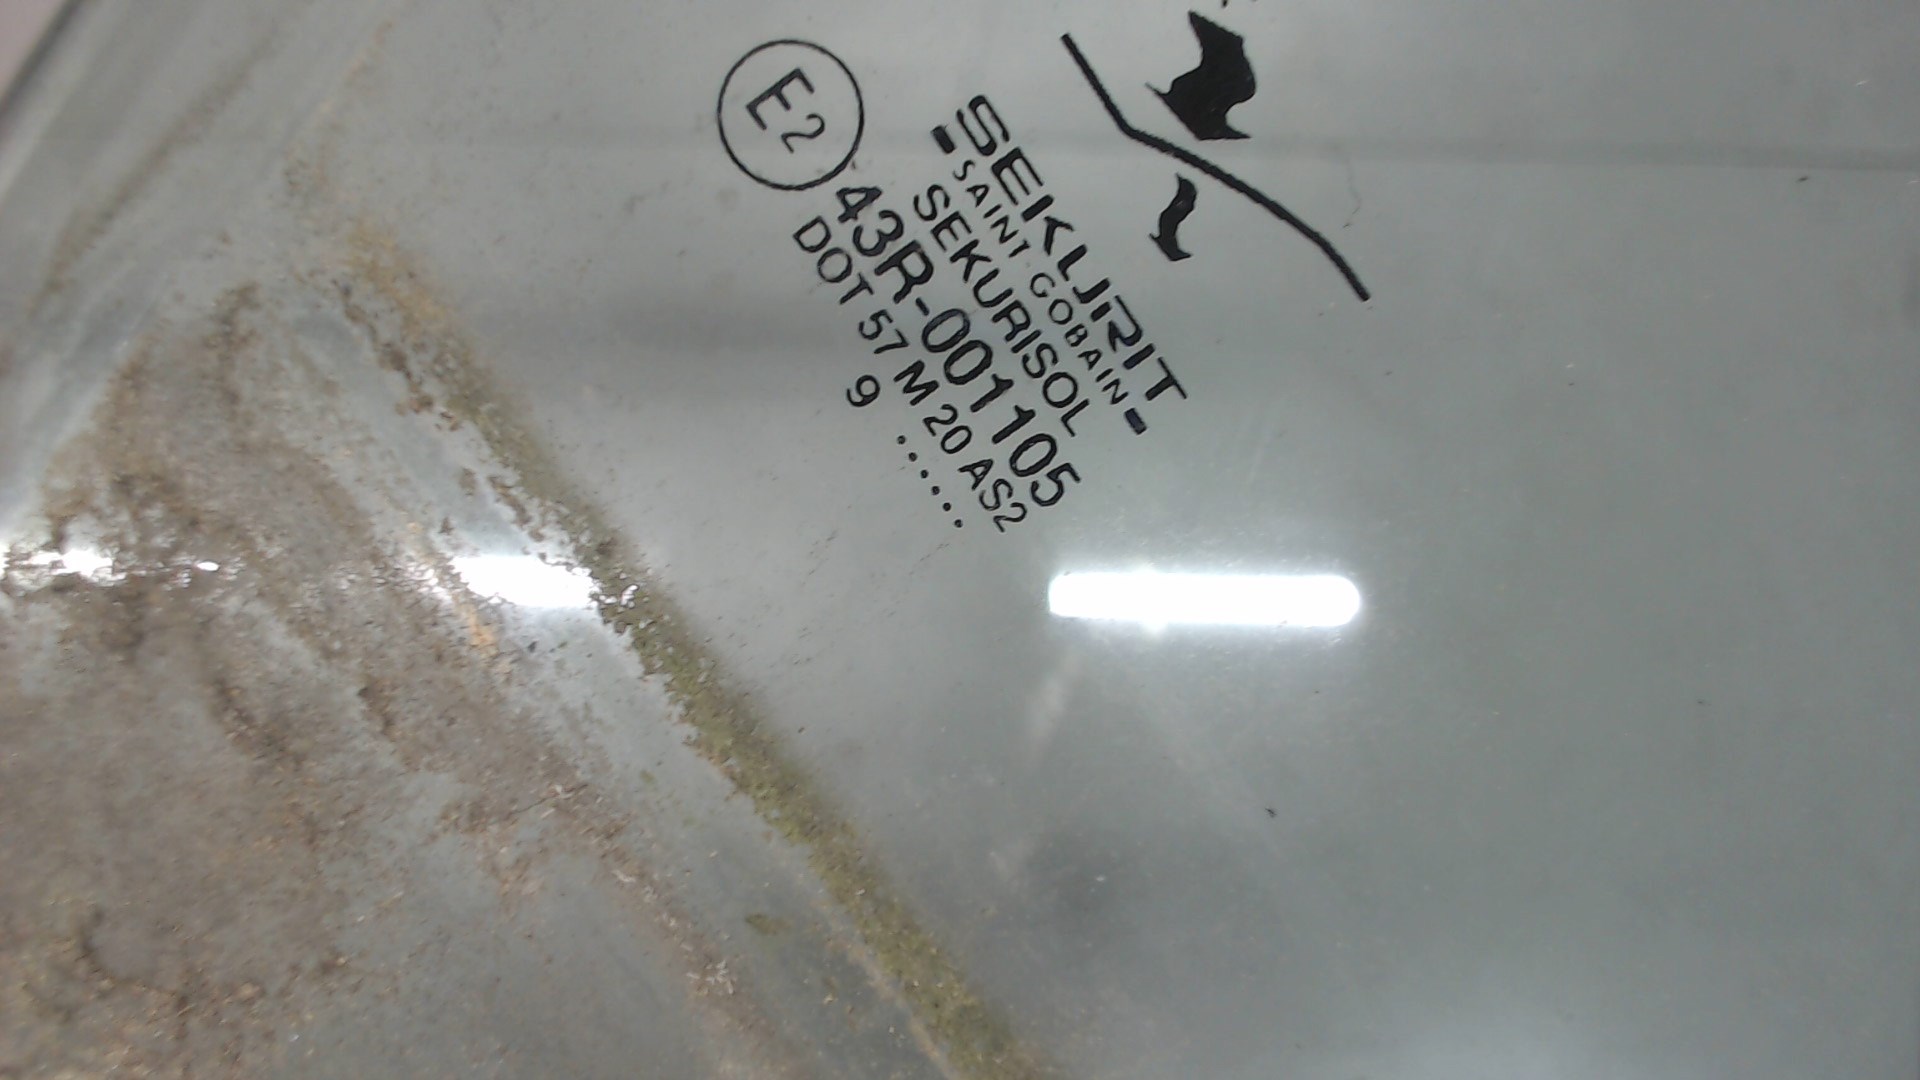 SEKURIT
SAINT GOBAIN
SEKURISOL
E2
43R-001105
DOT 57 M 20 AS2
9 ......